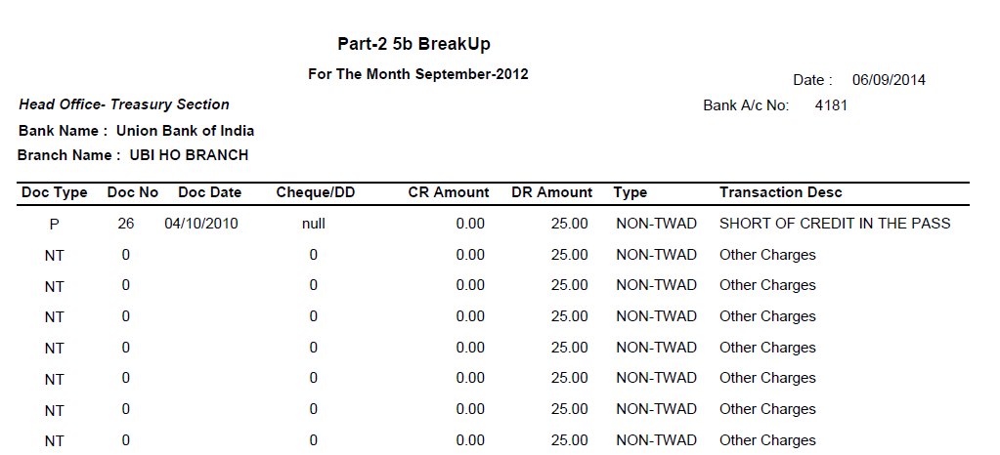 Part-2 5b BreakUp
For The Month September-2012
Date : 06/09/2014
Head Office- Treasury Section
Bank A/c No: 4181
Bank Name : Union Bank of India
Branch Name : UBI HO BRANCH
Doc Type Doc No Doc Date Cheque/DD CR Amount DR Amount Type Transaction Desc
P 26 04/10/2010 null 0.00 25.00 NON-TWAD SHORT OF CREDIT IN THE PASS
NT 0 0 0.00 25.00 NON-TWAD Other Charges
NT 0 0 0.00 25.00 NON-TWAD Other Charges
NT 0 0 0.00 25.00 NON-TWAD Other Charges
NT 0 0 0.00 25.00 NON-TWAD Other Charges
NT 0 0 0.00 25.00 NON-TWAD Other Charges
NT 0 0 0.00 25.00 NON-TWAD Other Charges
NT 0 0 0.00 25.00 NON-TWAD Other Charges